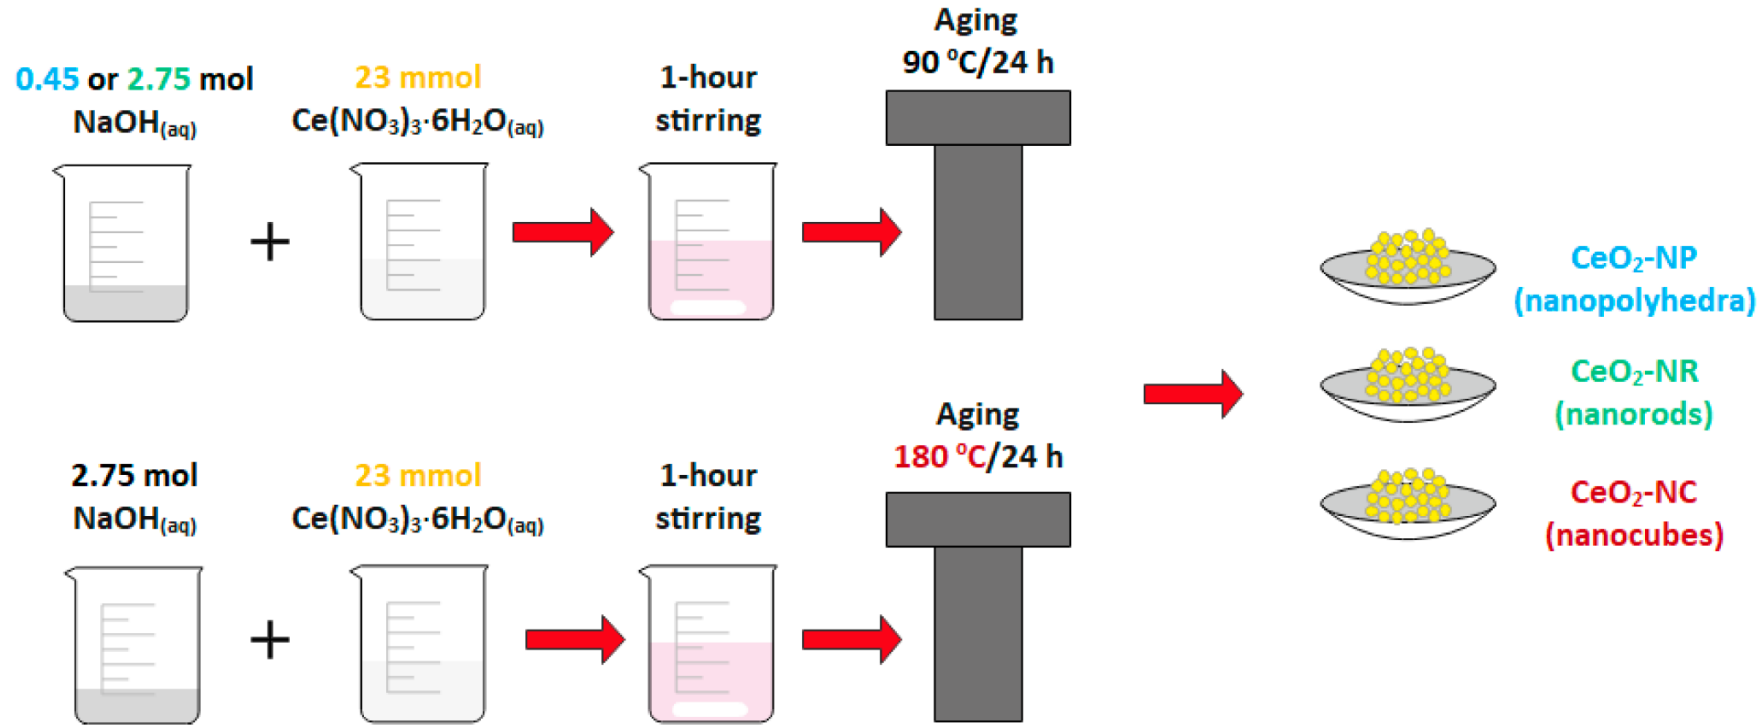 0.45 or 2.75 mol
NaOH(aq)
+
23 mmol
Ce(NO₃)₃·6H₂O(aq)
1-hour
stirring
Aging
90 ºC/24 h
2.75 mol
NaOH(aq)
+
23 mmol
Ce(NO₃)₃·6H₂O(aq)
1-hour
stirring
Aging
180 ºC/24 h
CeO₂-NP
(nanopolyhedra)
CeO₂-NR
(nanorods)
CeO₂-NC
(nanocubes)